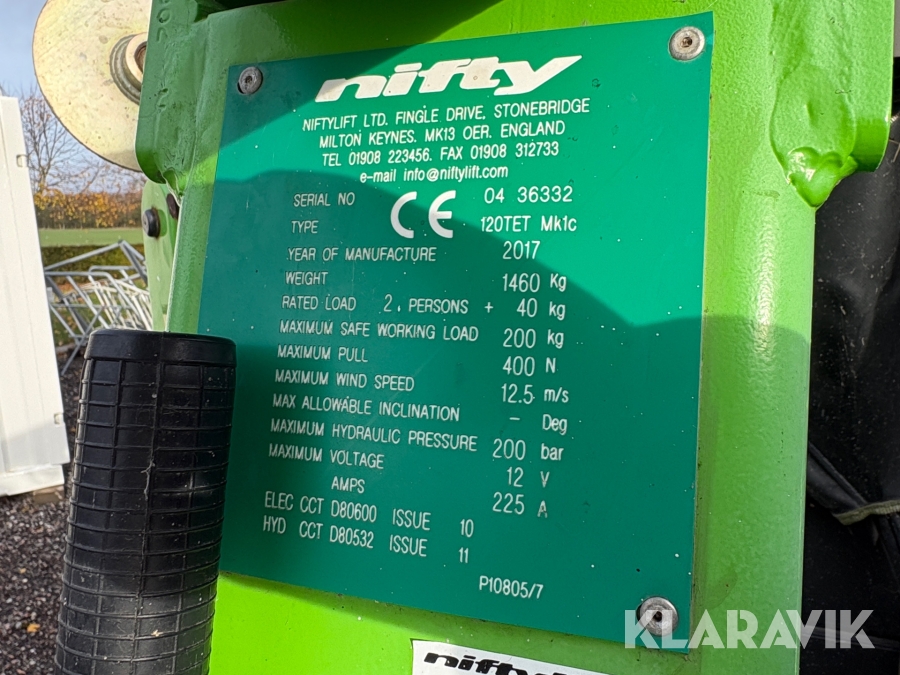 nifty
NIFTYLIFT LTD. FINGLE DRIVE, STONEBRIDGE
MILTON KEYNES. MK13 OER. ENGLAND
TEL 01908 223456. FAX 01908 312733
e-mail info@niftylift.com
SERIAL NO CE 04 36332
TYPE 120TET Mk1c
YEAR OF MANUFACTURE 2017
WEIGHT 1460 Kg
RATED LOAD 2. PERSONS + 40 kg
MAXIMUM SAFE WORKING LOAD 200 kg
MAXIMUM PULL 400 N
MAXIMUM WIND SPEED 12.5 m/s
MAX ALLOWABLE INCLINATION - Deg
MAXIMUM HYDRAULIC PRESSURE 200 bar
MAXIMUM VOLTAGE 12 V
AMPS 225 A
ELEC CCT D80600 ISSUE 10
HYD CCT D80532 ISSUE 11
P10805/7
KLARAVIK